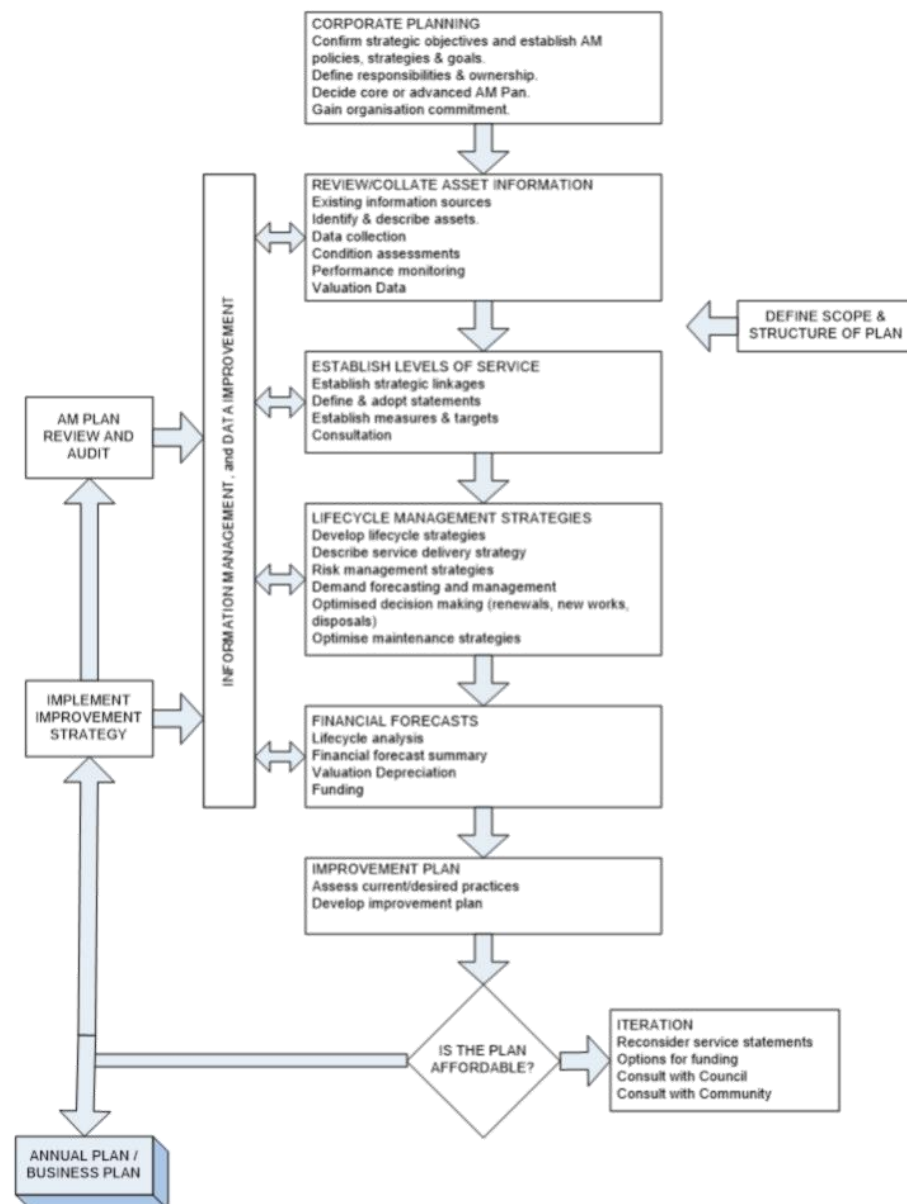 CORPORATE PLANNING
Confirm strategic objectives and establish AM
policies, strategies & goals.
Define responsibilities & ownership.
Decide core or advanced AM Pan.
Gain organisation commitment.
REVIEW/COLLATE ASSET INFORMATION
Existing information sources
Identify & describe assets.
Data collection
Condition assessments
Performance monitoring
Valuation Data
INFORMATION MANAGEMENT, and DATA IMPROVEMENT
DEFINE SCOPE &
STRUCTURE OF PLAN
ESTABLISH LEVELS OF SERVICE
Establish strategic linkages
Define & adopt statements
Establish measures & targets
Consultation
AM PLAN
REVIEW AND
AUDIT
LIFECYCLE MANAGEMENT STRATEGIES
Develop lifecycle strategies
Describe service delivery strategy
Risk management strategies
Demand forecasting and management
Optimised decision making (renewals, new works,
disposals)
Optimise maintenance strategies
IMPLEMENT
IMPROVEMENT
STRATEGY
FINANCIAL FORECASTS
Lifecycle analysis
Financial forecast summary
Valuation Depreciation
Funding
IMPROVEMENT PLAN
Assess current/desired practices
Develop improvement plan
IS THE PLAN
AFFORDABLE?
ITERATION
Reconsider service statements
Options for funding
Consult with Council
Consult with Community
ANNUAL PLAN /
BUSINESS PLAN